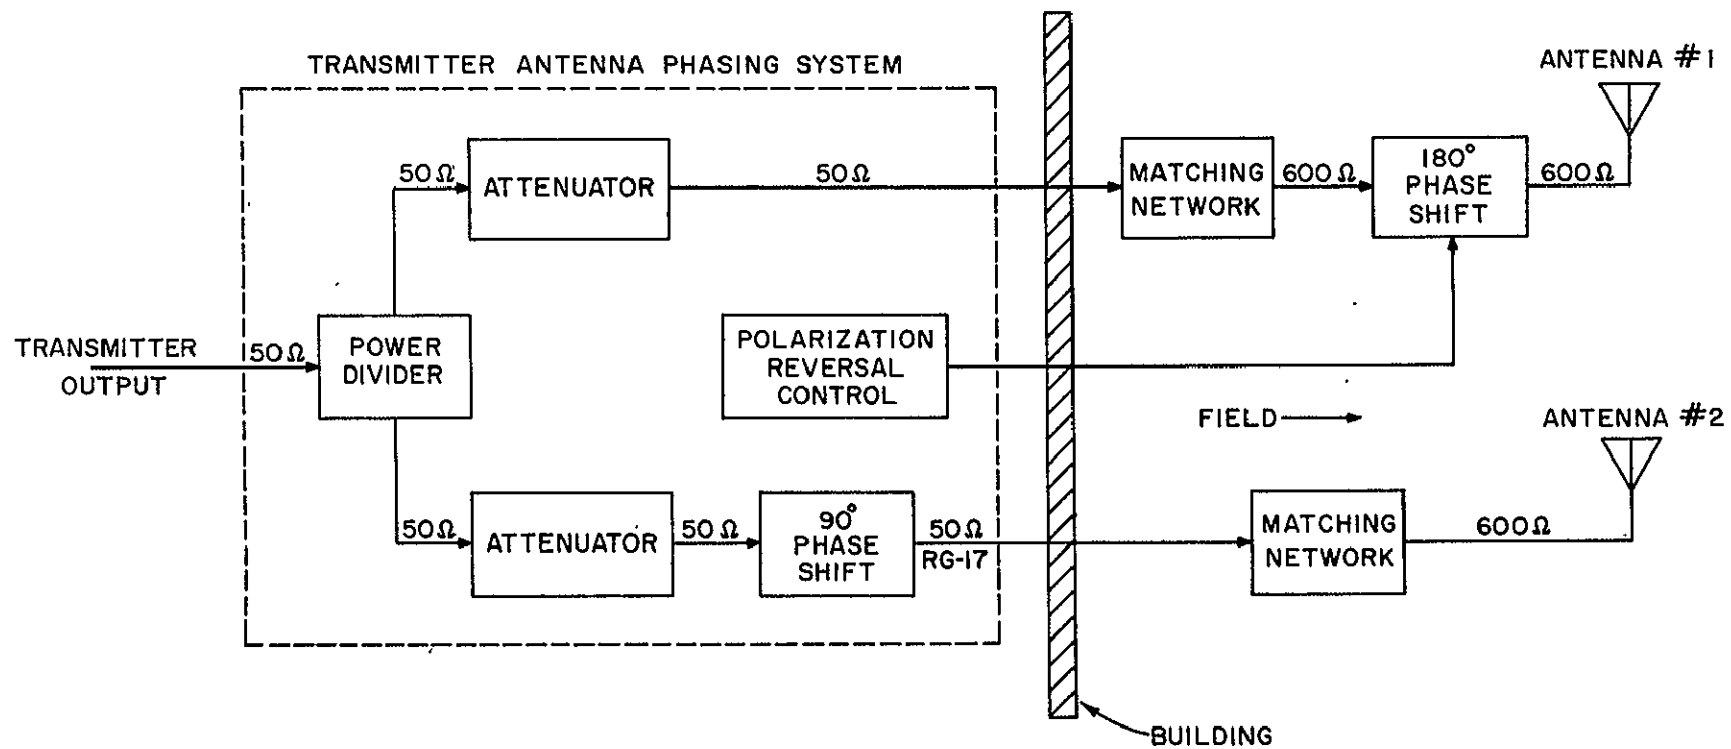 TRANSMITTER ANTENNA PHASING SYSTEM
ANTENNA #1
50Ω
ATTENUATOR
50Ω
MATCHING
NETWORK
600Ω
180°
PHASE
SHIFT
600Ω
TRANSMITTER
OUTPUT
50Ω
POWER
DIVIDER
POLARIZATION
REVERSAL
CONTROL
FIELD
ANTENNA #2
50Ω
ATTENUATOR
50Ω
90°
PHASE
SHIFT
50Ω
RG-17
MATCHING
NETWORK
600Ω
BUILDING